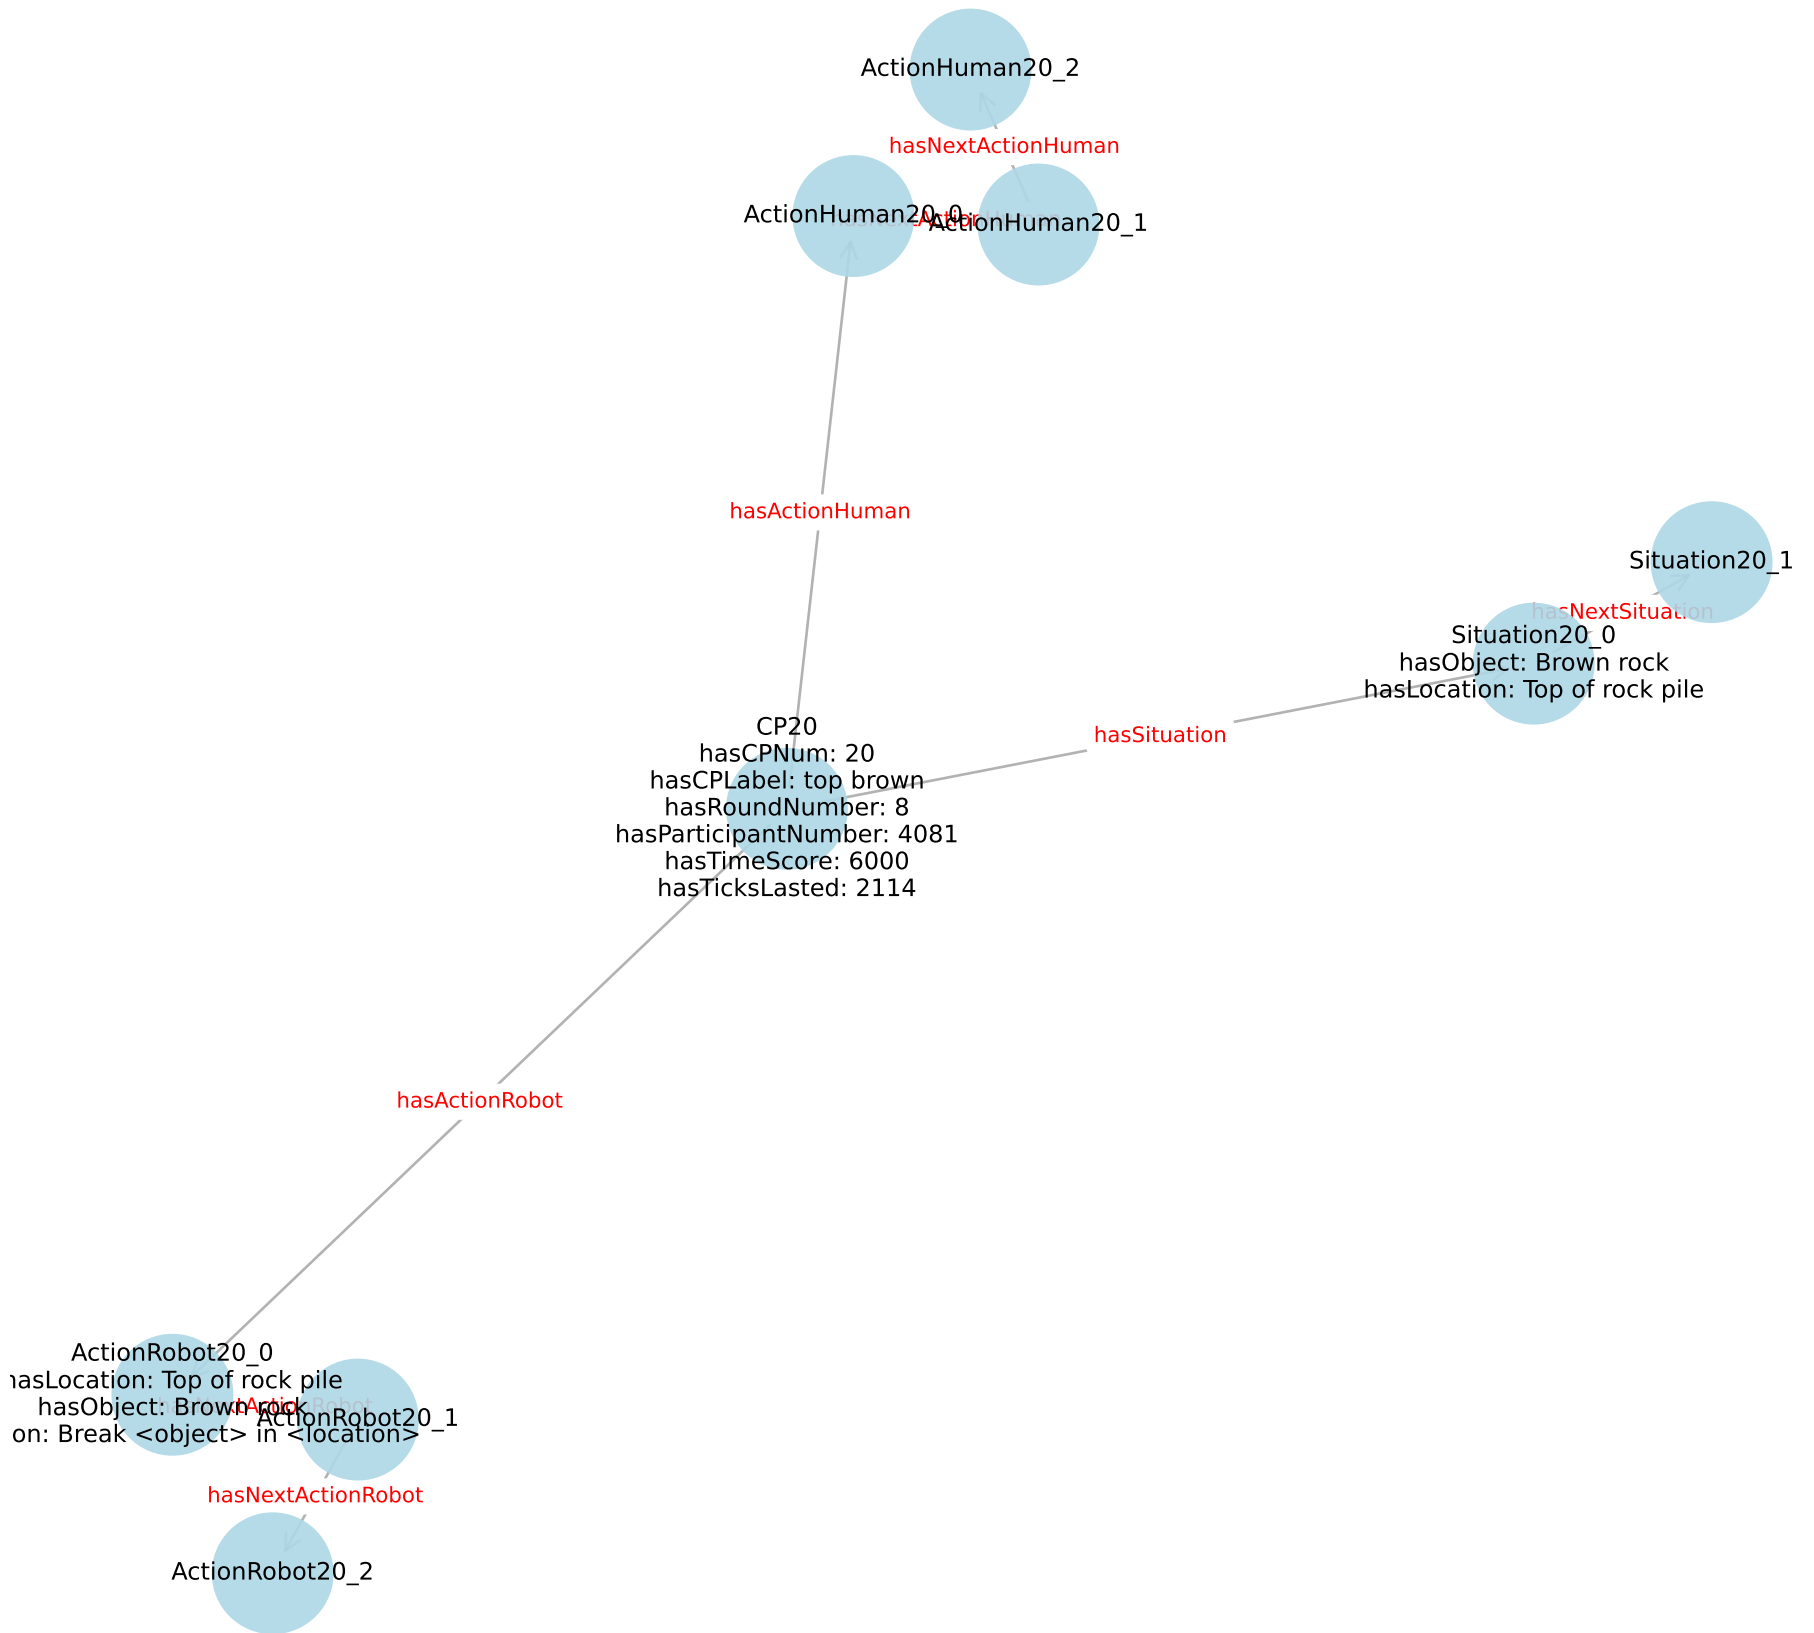 ActionHuman20_2
hasNextActionHuman
ActionHuman20_0
hasNextActionHuman
ActionHuman20_1
hasActionHuman
Situation20_1
hasNextSituation
Situation20_0
hasObject: Brown rock
hasLocation: Top of rock pile
hasSituation
CP20
hasCPNum: 20
hasCPLabel: top brown
hasRoundNumber: 8
hasParticipantNumber: 4081
hasTimeScore: 6000
hasTicksLasted: 2114
hasActionRobot
ActionRobot20_0
hasLocation: Top of rock pile
hasObject: Brown rock
on: Break <object> in <location>
hasNextActionRobot
ActionRobot20_1
hasNextActionRobot
ActionRobot20_2